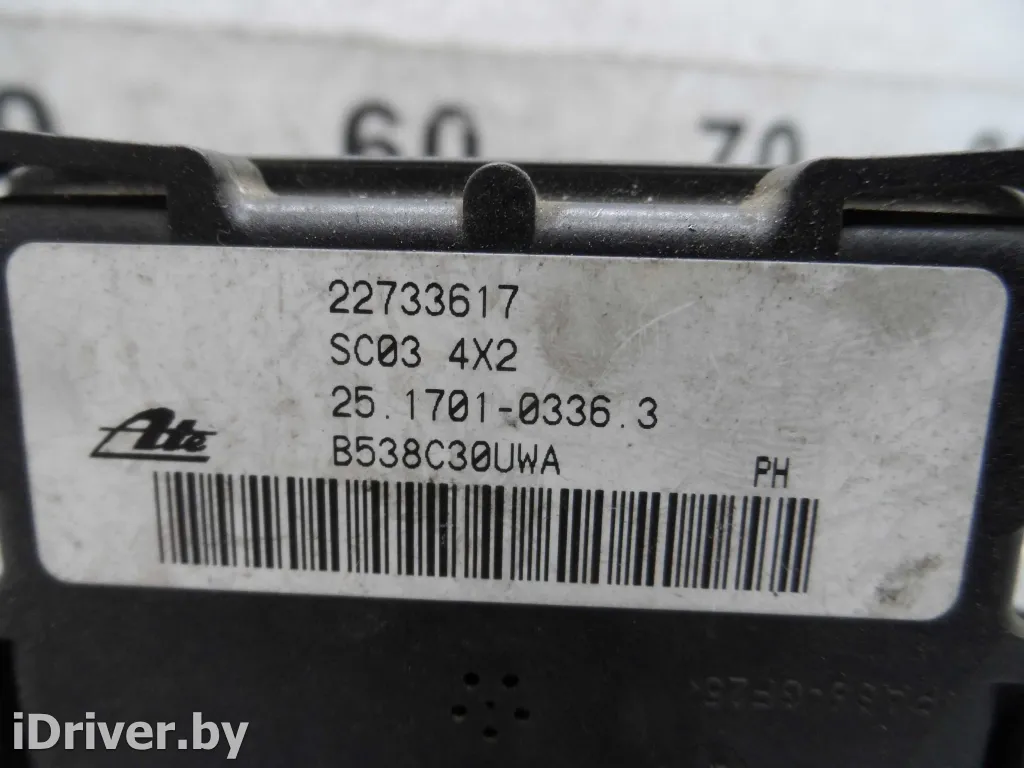 60 70
22733617
SC03 4X2
25.1701-0336.3
Ate
B538C30UWA
PH
iDriver.by